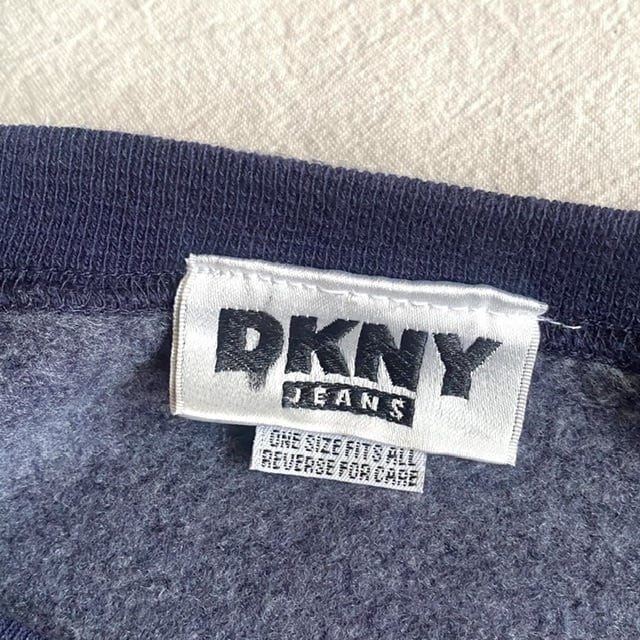 DKNY
JEANS
ONE SIZE FITS ALL
REVERSE FOR CARE